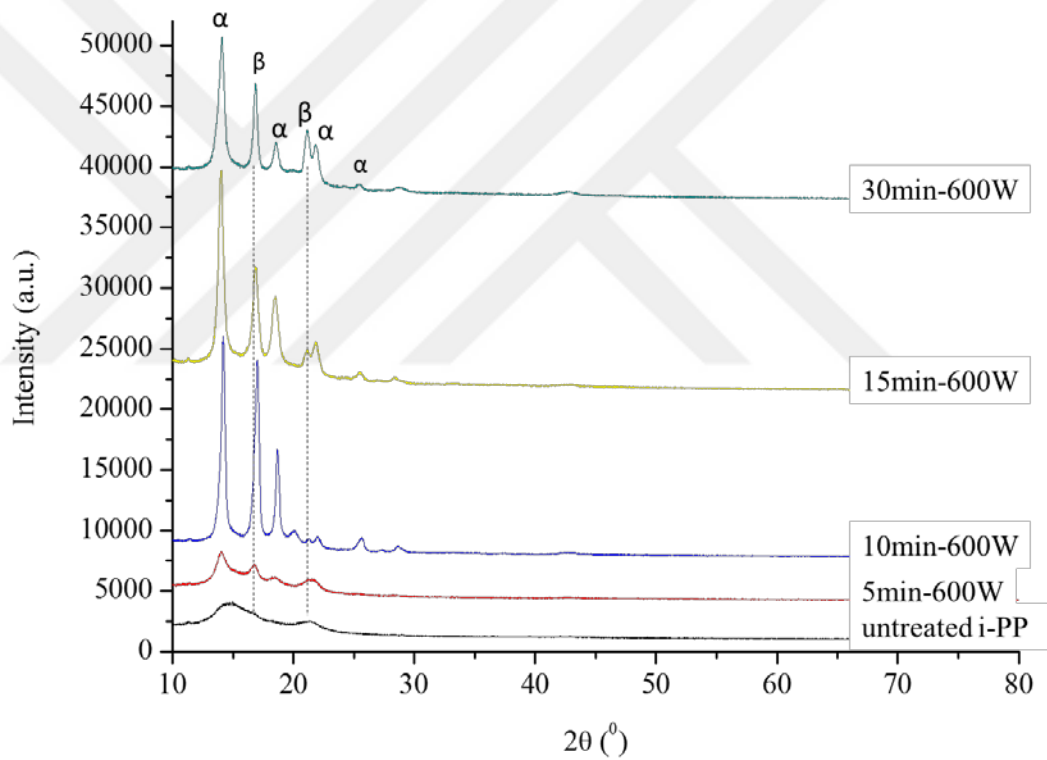 α
β
α
β
α
α
50000
45000
40000
35000
30000
25000
20000
15000
10000
5000
0
Intensity (a.u.)
30min-600W
15min-600W
10min-600W
5min-600W
untreated i-PP
10 20 30 40 50 60 70 80
2θ (⁰)